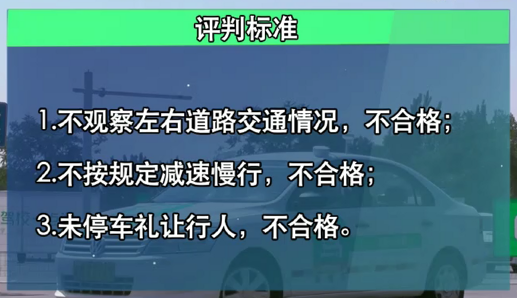 评判标准
1.不观察左右道路交通情况，不合格；
2.不按规定减速慢行，不合格；
3.未停车礼让行人，不合格。